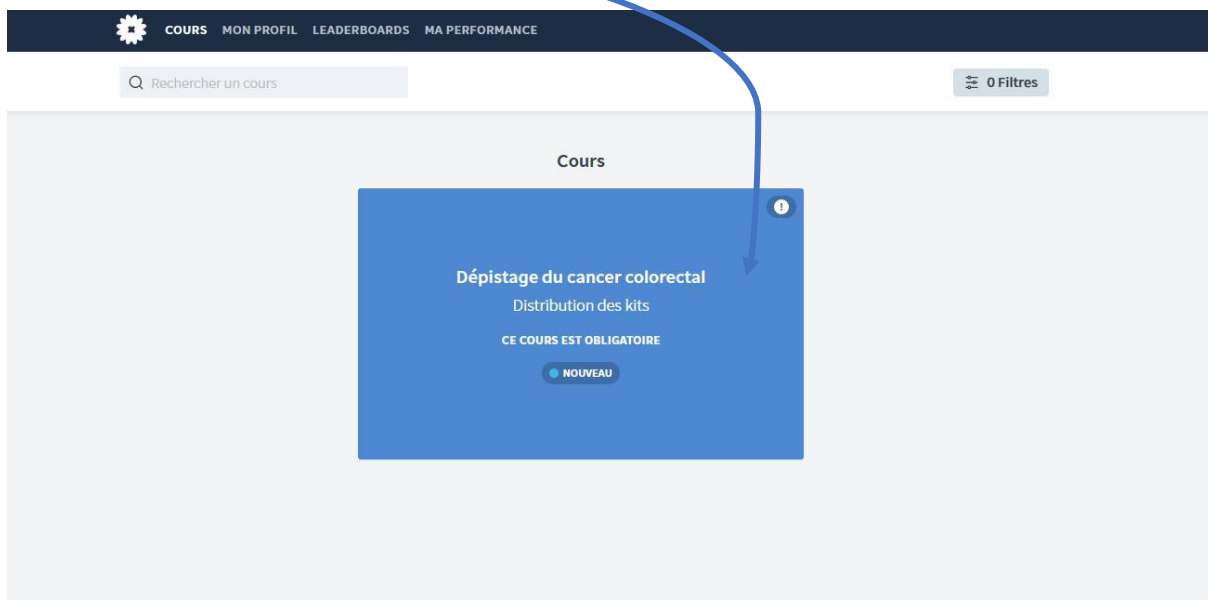 COURS MON PROFIL LEADERBOARDS MA PERFORMANCE
Rechercher un cours
0 Filtres
Cours
Dépistage du cancer colorectal
Distribution des kits
CE COURS EST OBLIGATOIRE
NOUVEAU